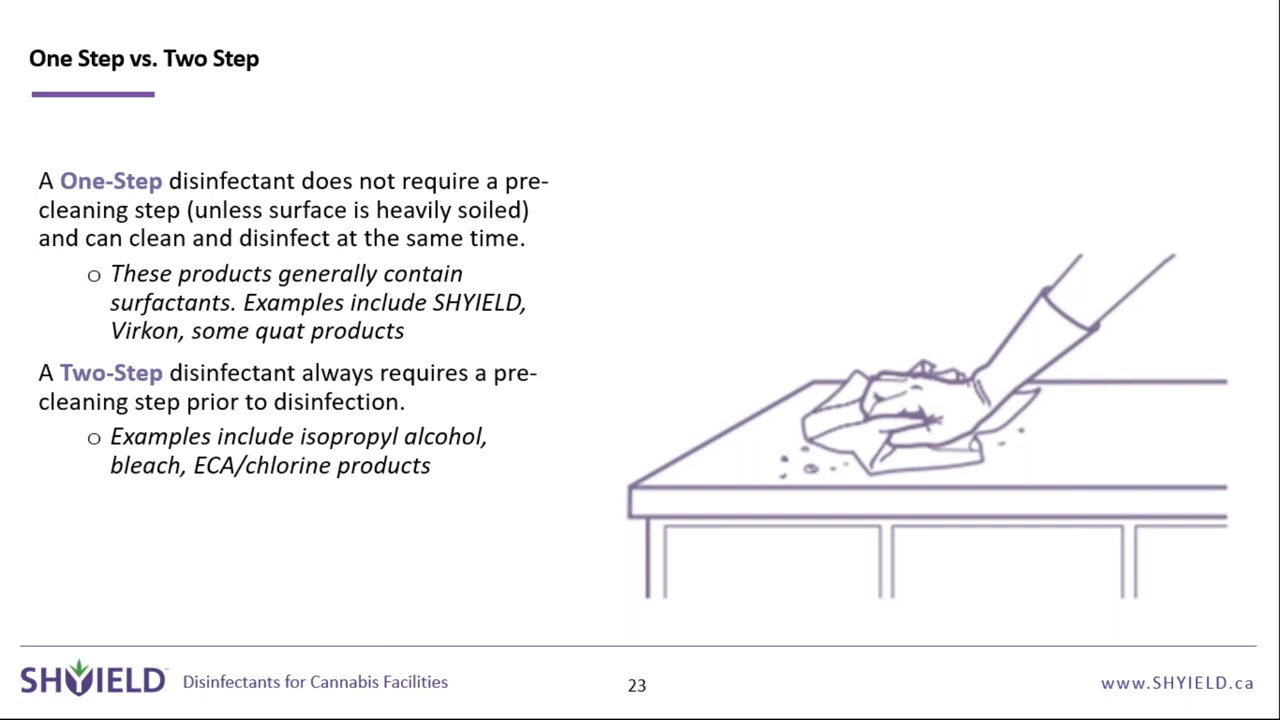 One Step vs. Two Step
A One-Step disinfectant does not require a pre-
cleaning step (unless surface is heavily soiled)
and can clean and disinfect at the same time.
o These products generally contain
surfactants. Examples include SHYIELD,
Virkon, some quat products
A Two-Step disinfectant always requires a pre-
cleaning step prior to disinfection.
o Examples include isopropyl alcohol,
bleach, ECA/chlorine products
SHYIELD™ Disinfectants for Cannabis Facilities
23
www.SHYIELD.ca